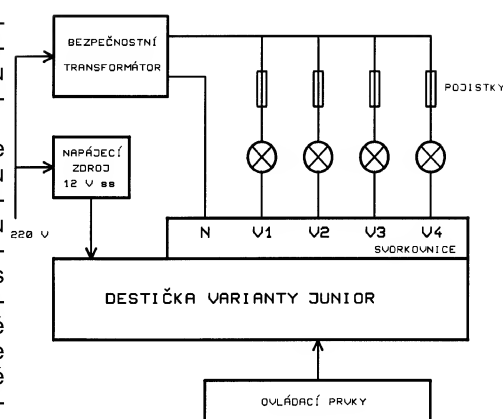 BEZPEČNOSTNÍ
TRANSFORMÁTOR
POJISTKY
NAPÁJECÍ
ZDROJ
12 V ss
220 V
N V1 V2 V3 V4
SVORKOVNICE
DESTIČKA VARIANTY JUNIOR
OVLÁDACÍ PRVKY